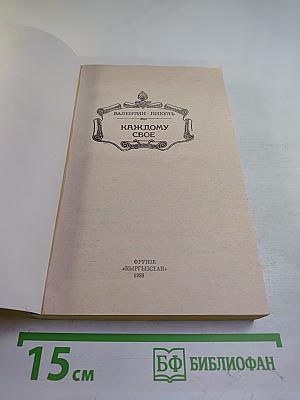 ВАЛЕНТИН ПИКУЛЬ
КАЖДОМУ
СВОЕ
ФРУНЗЕ
«КЫРГЫЗСТАН»
1988
15 см
БФ БИБЛИОФАН